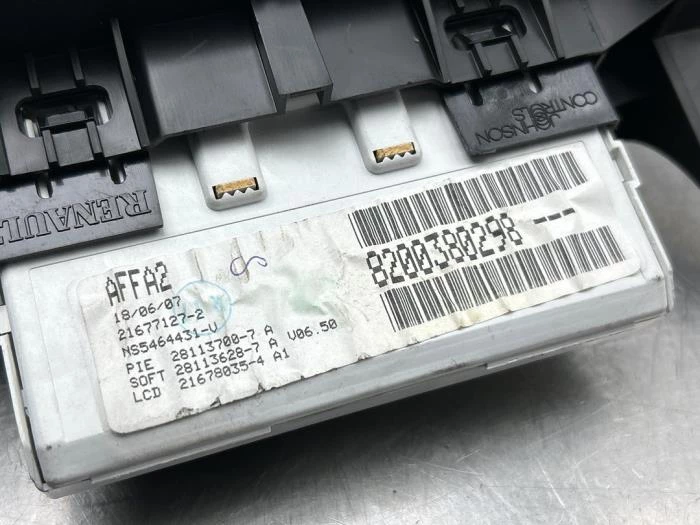 JOHNSON
CONTROLS
RENAULT
AFFA2
18/06/07
21677127-2
NS5464431-V
PIE 28113700-7 A
SOFT 28113628-7 A V06.50
LCD 21678035-4 A1
8200380298 ---